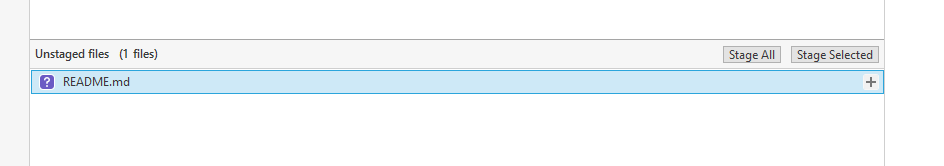 Unstaged files (1 files) Stage All Stage Selected
? README.md +